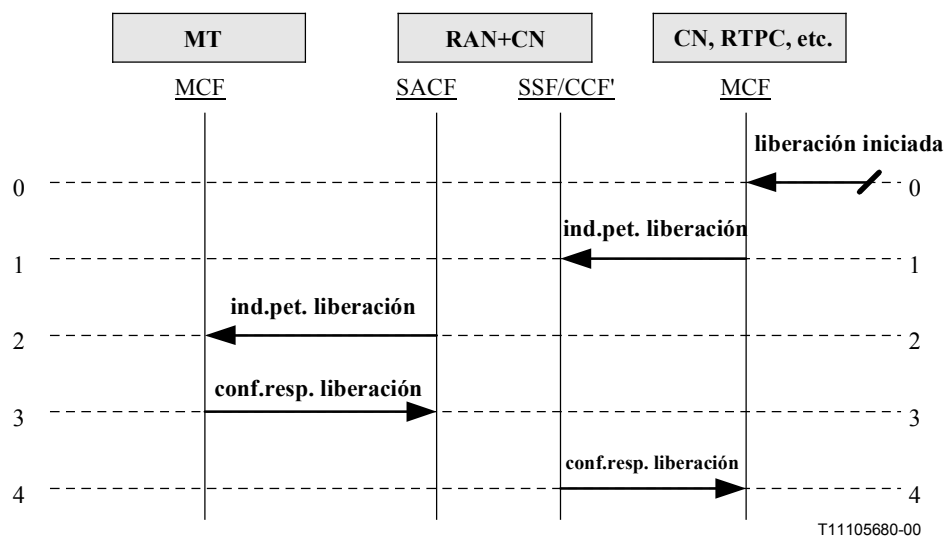 MT
RAN+CN
CN, RTPC, etc.
MCF
SACF
SSF/CCF'
MCF
liberación iniciada
0
0
ind.pet. liberación
1
1
ind.pet. liberación
2
2
conf.resp. liberación
3
3
conf.resp. liberación
4
4
T11105680-00